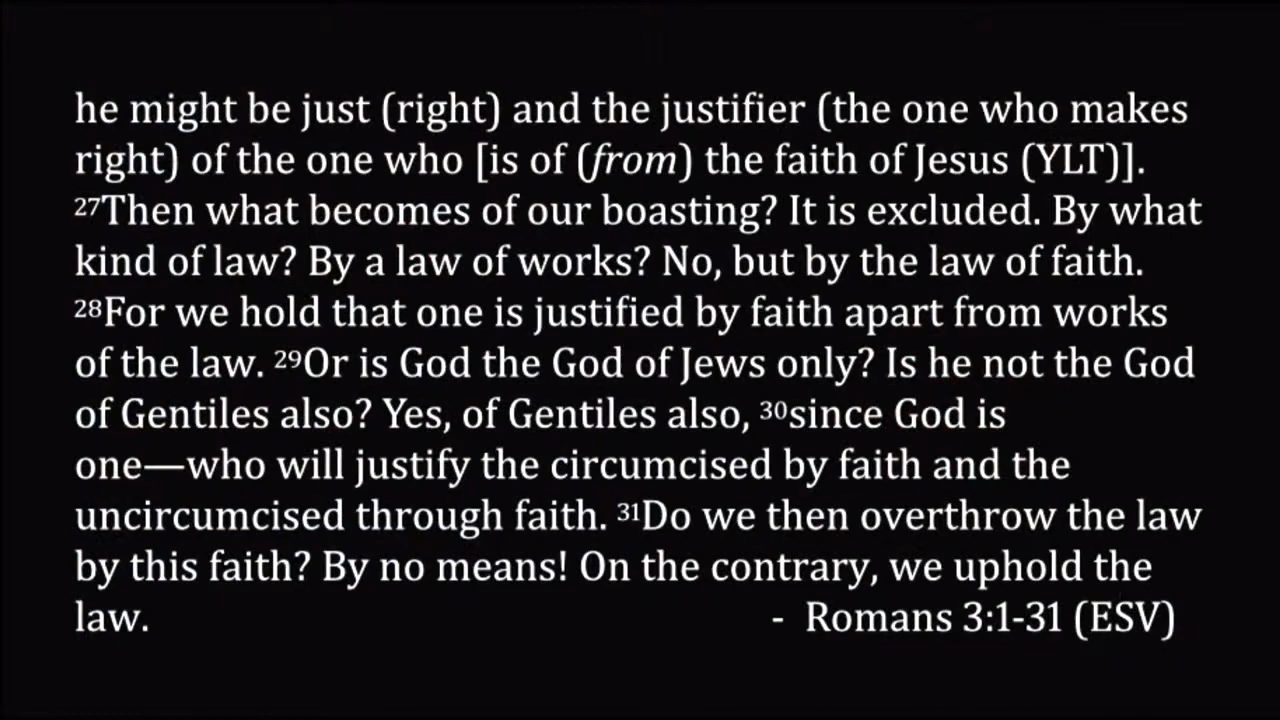 he might be just (right) and the justifier (the one who makes
right) of the one who [is of (from) the faith of Jesus (YLT)].
²⁷Then what becomes of our boasting? It is excluded. By what
kind of law? By a law of works? No, but by the law of faith.
²⁸For we hold that one is justified by faith apart from works
of the law. ²⁹Or is God the God of Jews only? Is he not the God
of Gentiles also? Yes, of Gentiles also, ³⁰since God is
one—who will justify the circumcised by faith and the
uncircumcised through faith. ³¹Do we then overthrow the law
by this faith? By no means! On the contrary, we uphold the
law. - Romans 3:1-31 (ESV)